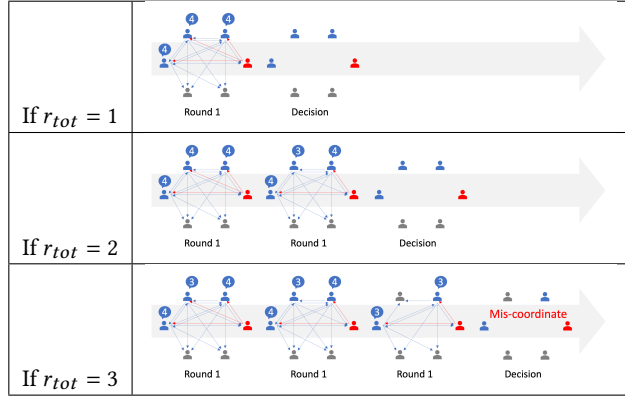 4 4
4
Round 1 Decision
If r_tot = 1
4 4 3 4
4 4
Round 1 Round 1 Decision
If r_tot = 2
3 4 3 4 3
4 4 3
Mis-coordinate
Round 1 Round 1 Round 1 Decision
If r_tot = 3